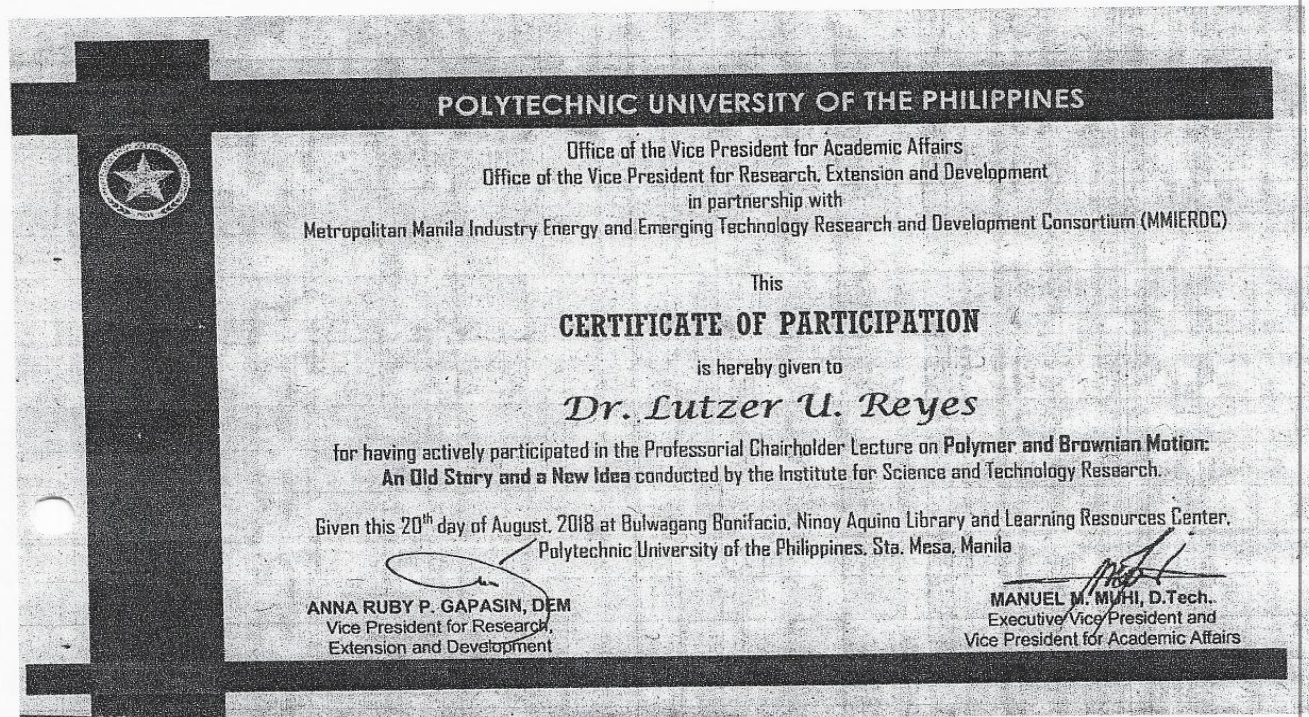 POLYTECHNIC UNIVERSITY OF THE PHILIPPINES
Office of the Vice President for Academic Affairs
Office of the Vice President for Research, Extension and Development
in partnership with
Metropolitan Manila Industry Energy and Emerging Technology Research and Development Consortium (MMIERDC)
This
CERTIFICATE OF PARTICIPATION
is hereby given to
Dr. Lutzer U. Reyes
for having actively participated in the Professorial Chairholder Lecture on Polymer and Brownian Motion:
An Old Story and a New Idea conducted by the Institute for Science and Technology Research.
Given this 20th day of August, 2018 at Bulwagang Bonifacio, Ninoy Aquino Library and Learning Resources Center,
Polytechnic University of the Philippines, Sta. Mesa, Manila
ANNA RUBY P. GAPASIN, DEM
Vice President for Research,
Extension and Development
MANUEL M. MUHI, D.Tech.
Executive Vice President and
Vice President for Academic Affairs